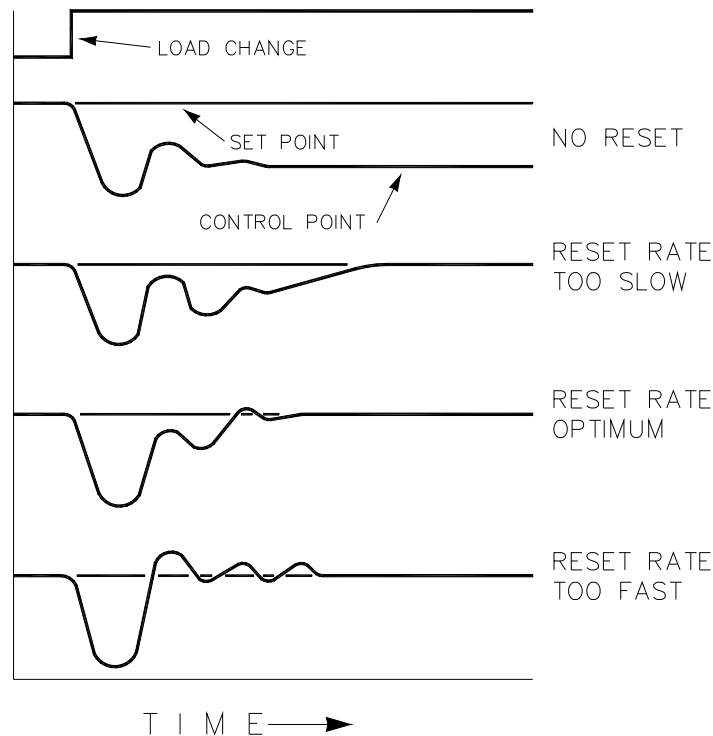 LOAD CHANGE
SET POINT
NO RESET
CONTROL POINT
RESET RATE
TOO SLOW
RESET RATE
OPTIMUM
RESET RATE
TOO FAST
TIME